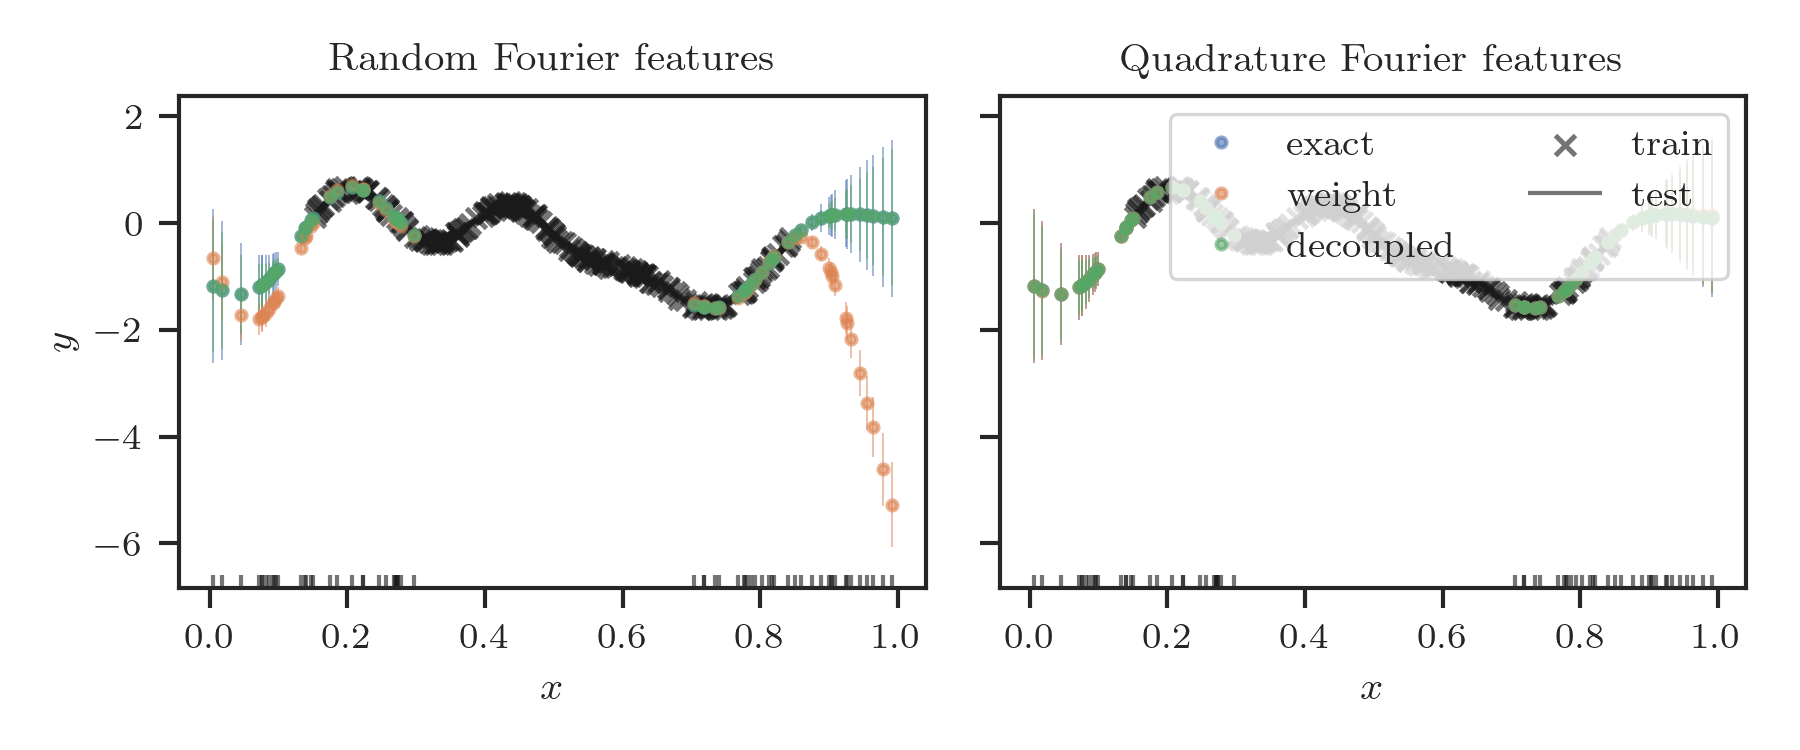 Random Fourier features
Quadrature Fourier features
y
2
0
−2
−4
−6
exact
weight
decoupled
train
test
0.0 0.2 0.4 0.6 0.8 1.0
0.0 0.2 0.4 0.6 0.8 1.0
x
x